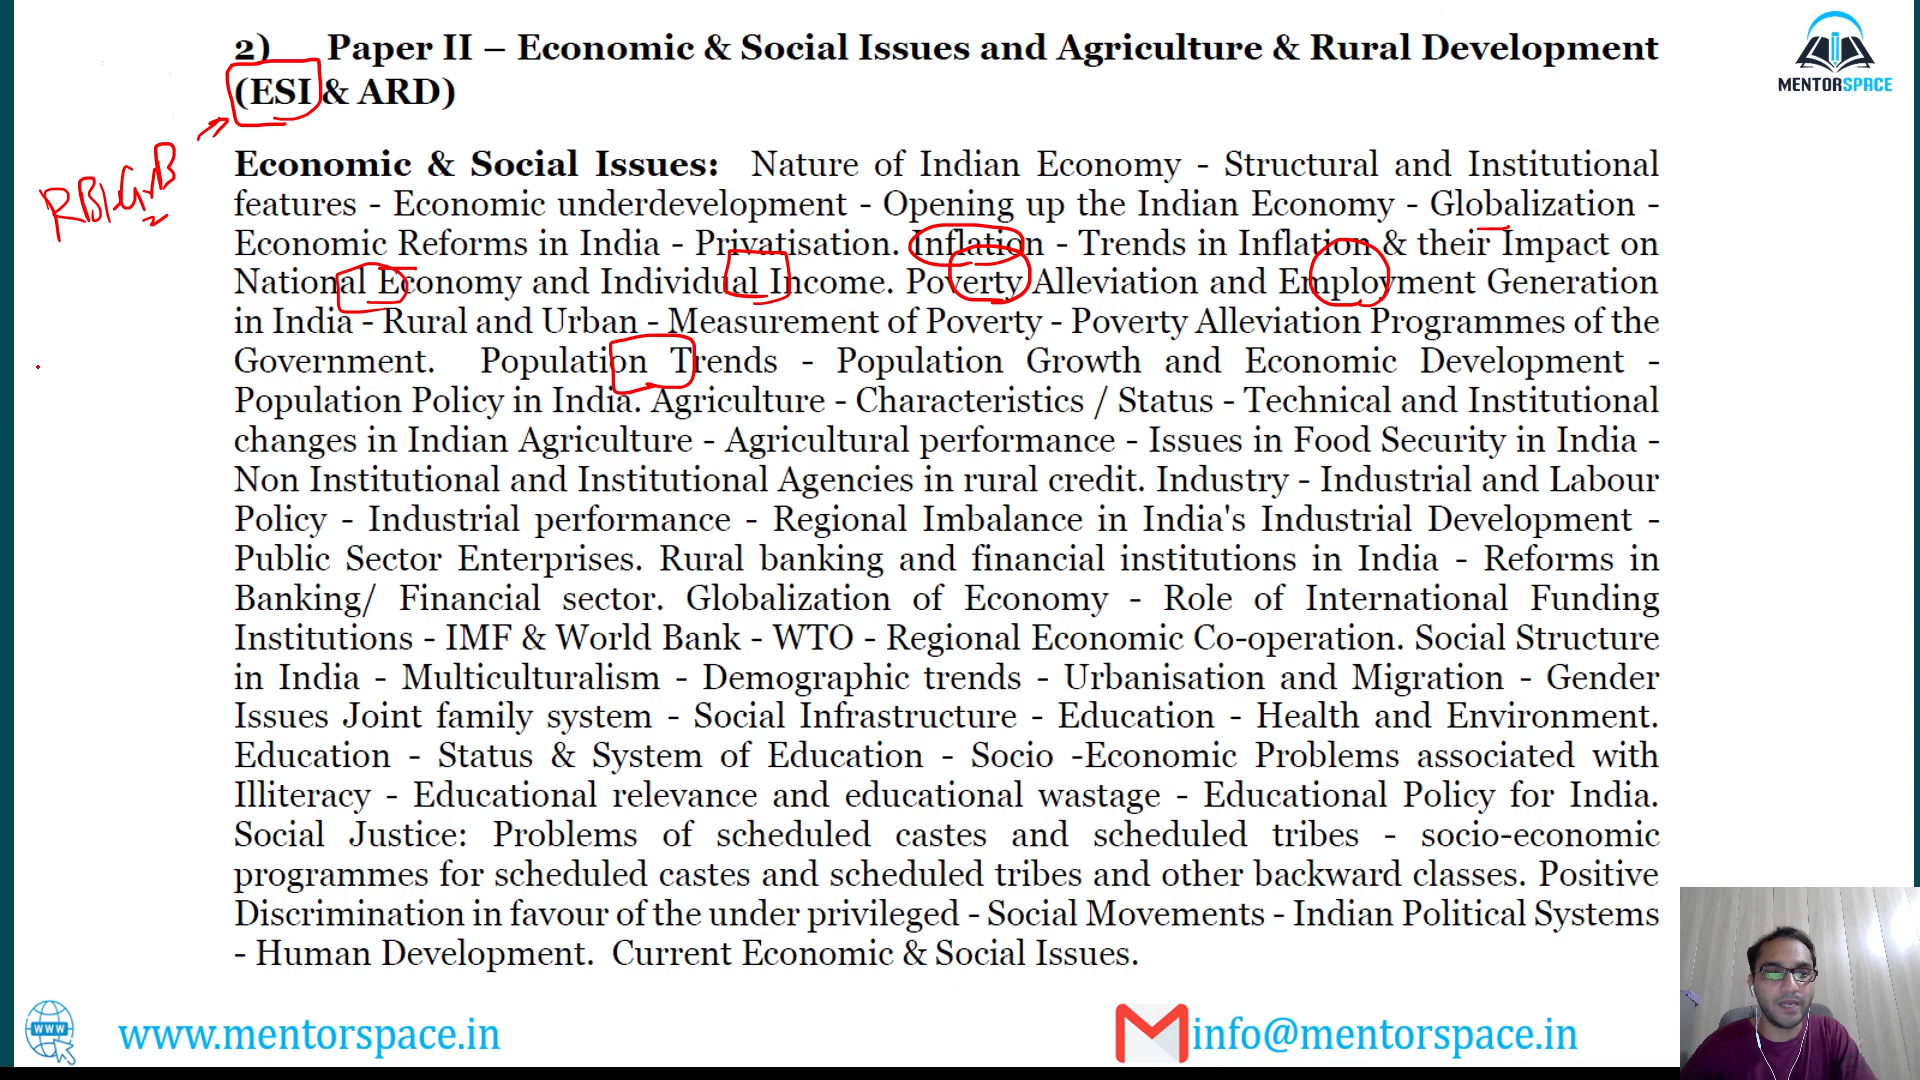 2) Paper II – Economic & Social Issues and Agriculture & Rural Development
(ESI & ARD)
MENTORSPACE
RBI GrB
Economic & Social Issues: Nature of Indian Economy - Structural and Institutional
features - Economic underdevelopment - Opening up the Indian Economy - Globalization -
Economic Reforms in India - Privatisation. Inflation - Trends in Inflation & their Impact on
National Economy and Individual Income. Poverty Alleviation and Employment Generation
in India - Rural and Urban - Measurement of Poverty - Poverty Alleviation Programmes of the
Government. Population Trends - Population Growth and Economic Development -
Population Policy in India. Agriculture - Characteristics / Status - Technical and Institutional
changes in Indian Agriculture - Agricultural performance - Issues in Food Security in India -
Non Institutional and Institutional Agencies in rural credit. Industry - Industrial and Labour
Policy - Industrial performance - Regional Imbalance in India's Industrial Development -
Public Sector Enterprises. Rural banking and financial institutions in India - Reforms in
Banking/ Financial sector. Globalization of Economy - Role of International Funding
Institutions - IMF & World Bank - WTO - Regional Economic Co-operation. Social Structure
in India - Multiculturalism - Demographic trends - Urbanisation and Migration - Gender
Issues Joint family system - Social Infrastructure - Education - Health and Environment.
Education - Status & System of Education - Socio -Economic Problems associated with
Illiteracy - Educational relevance and educational wastage - Educational Policy for India.
Social Justice: Problems of scheduled castes and scheduled tribes - socio-economic
programmes for scheduled castes and scheduled tribes and other backward classes. Positive
Discrimination in favour of the under privileged - Social Movements - Indian Political Systems
- Human Development. Current Economic & Social Issues.
WWW
www.mentorspace.in
info@mentorspace.in